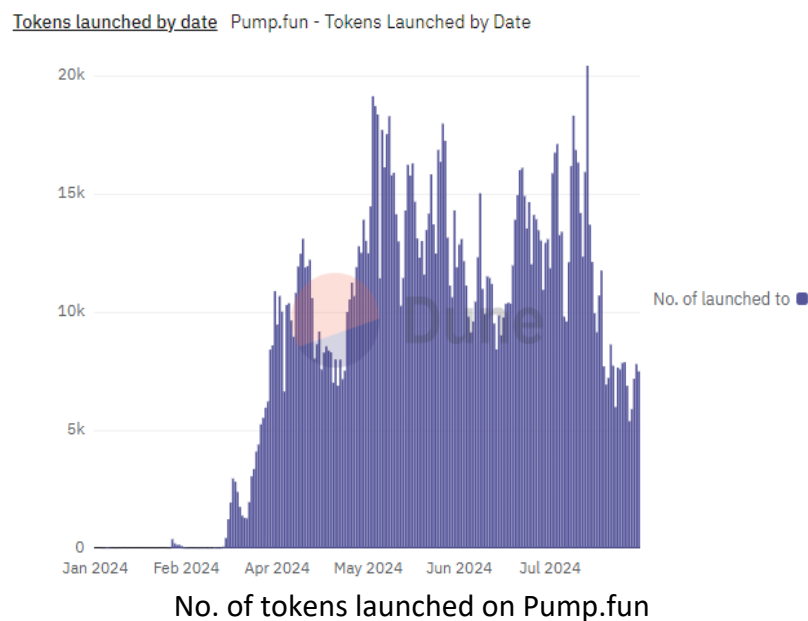 Tokens launched by date Pump.fun - Tokens Launched by Date
20k
15k
10k
5k
0
Dune
No. of launched to
Jan 2024 Feb 2024 Apr 2024 May 2024 Jun 2024 Jul 2024
No. of tokens launched on Pump.fun